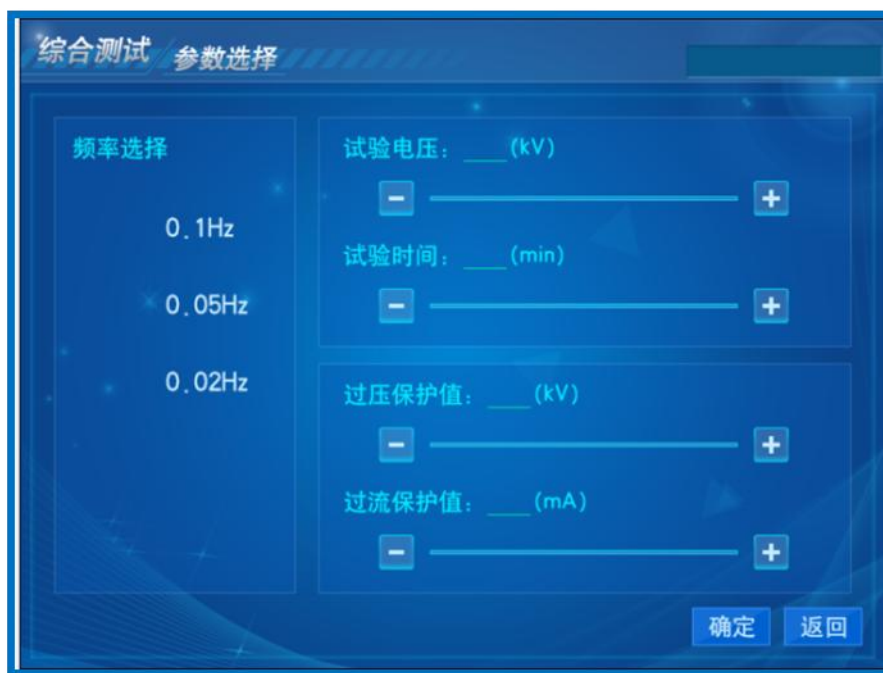 综合测试 参数选择
频率选择
0.1Hz
0.05Hz
0.02Hz
试验电压：___(kV)
- +
试验时间：___(min)
- +
过压保护值：___(kV)
- +
过流保护值：___(mA)
- +
确定 返回